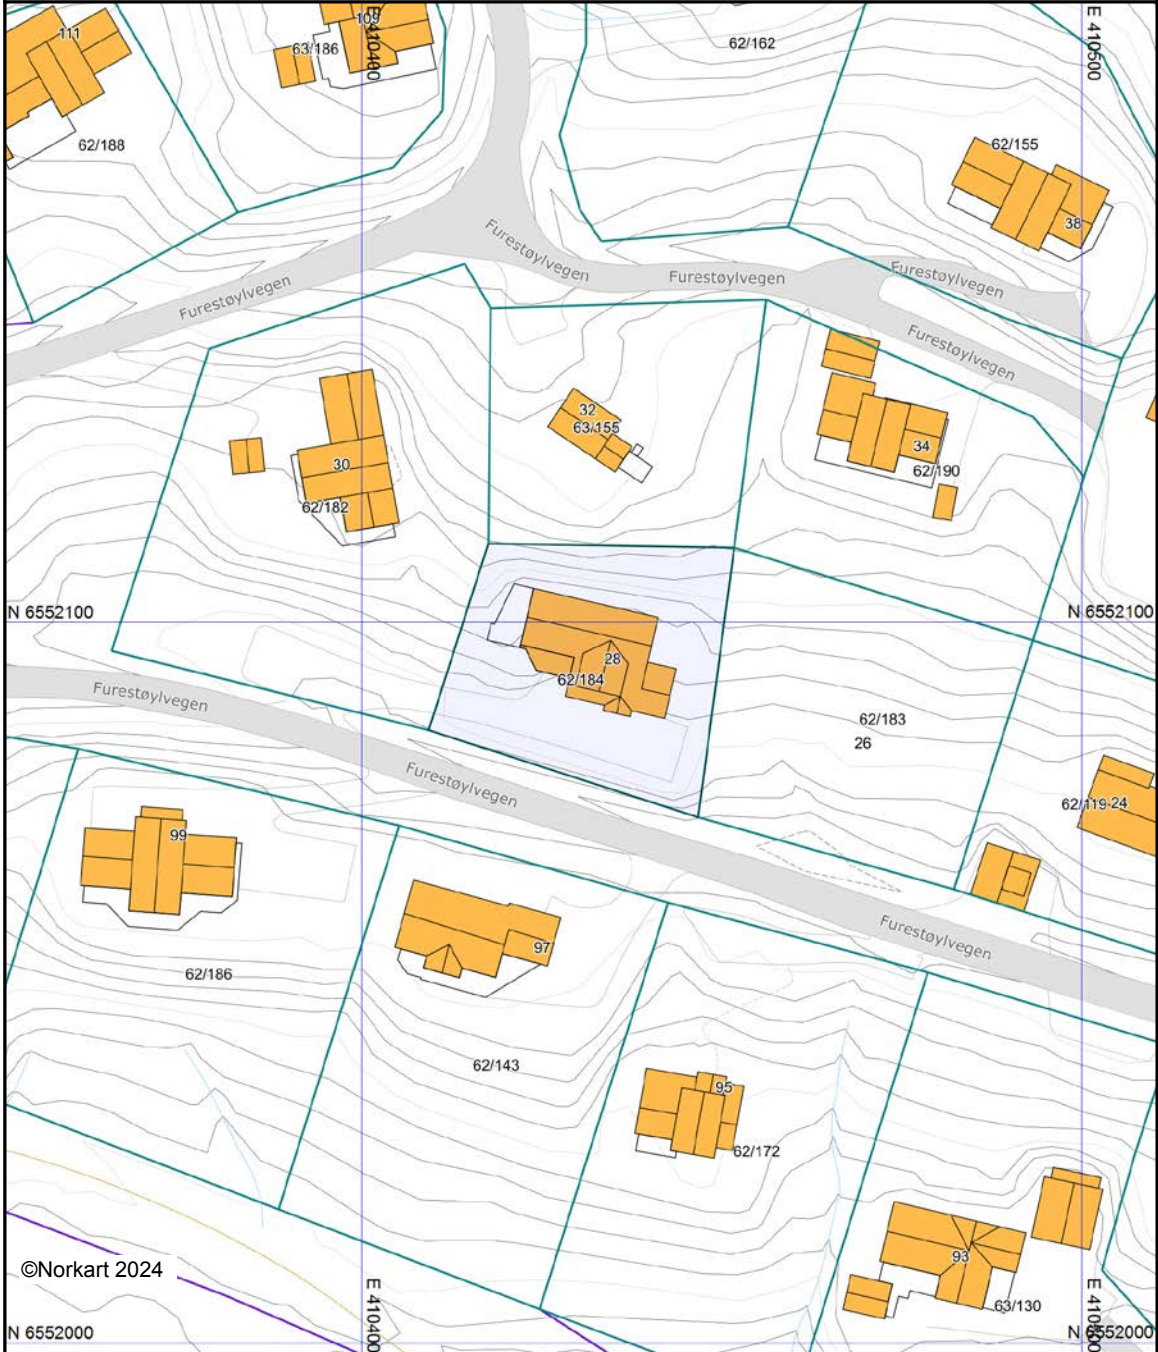 111
109
63/186
E 410400
62/162
E 410500
62/188
62/155
38
Furestøylvegen
Furestøylvegen
Furestøylvegen
Furestøylvegen
Furestøylvegen
32
63/155
30
62/182
34
62/190
N 6552100
N 6552100
28
62/184
Furestøylvegen
62/183
26
Furestøylvegen
62/119
24
99
97
Furestøylvegen
62/186
62/143
95
62/172
93
63/130
©Norkart 2024
E 410400
E 410500
N 6552000
N 6552000